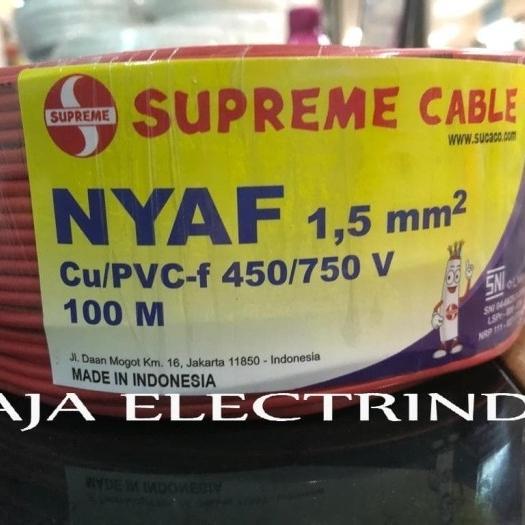 SUPREME
SUPREME CABLE
www.sucaco.com
NYAF 1,5 mm²
Cu/PVC-f 450/750 V
100 M
SNI
Jl. Daan Mogot Km. 16, Jakarta 11850 - Indonesia
MADE IN INDONESIA
AJA ELECTRIND